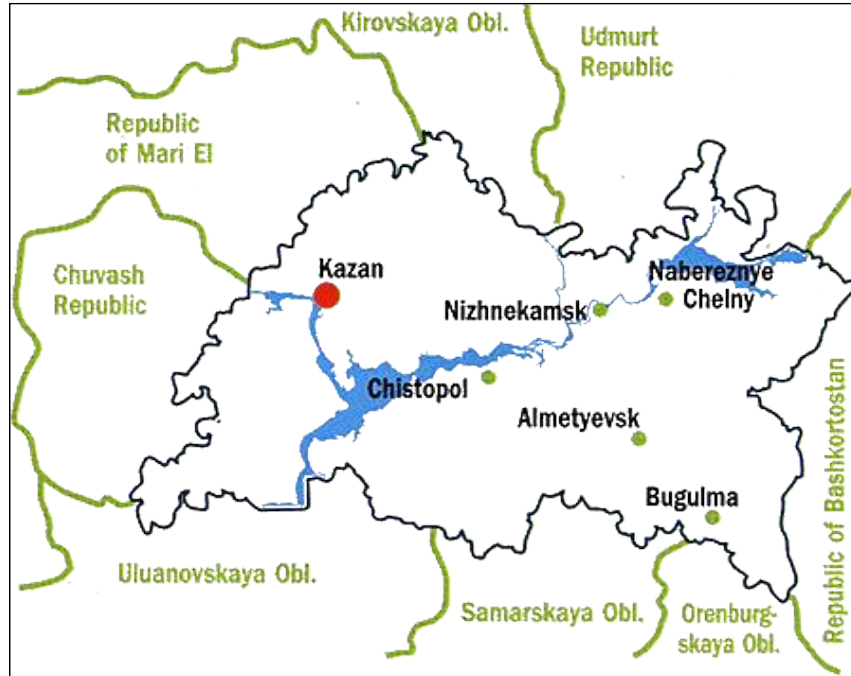 Kirovskaya Obl.
Udmurt
Republic
Republic
of Mari El
Chuvash
Republic
Kazan
Nabereznye
Chelny
Nizhnekamsk
Chistopol
Almetyevsk
Bugulma
Republic of Bashkortostan
Uluanovskaya Obl.
Samarskaya Obl.
Orenburg-
skaya Obl.